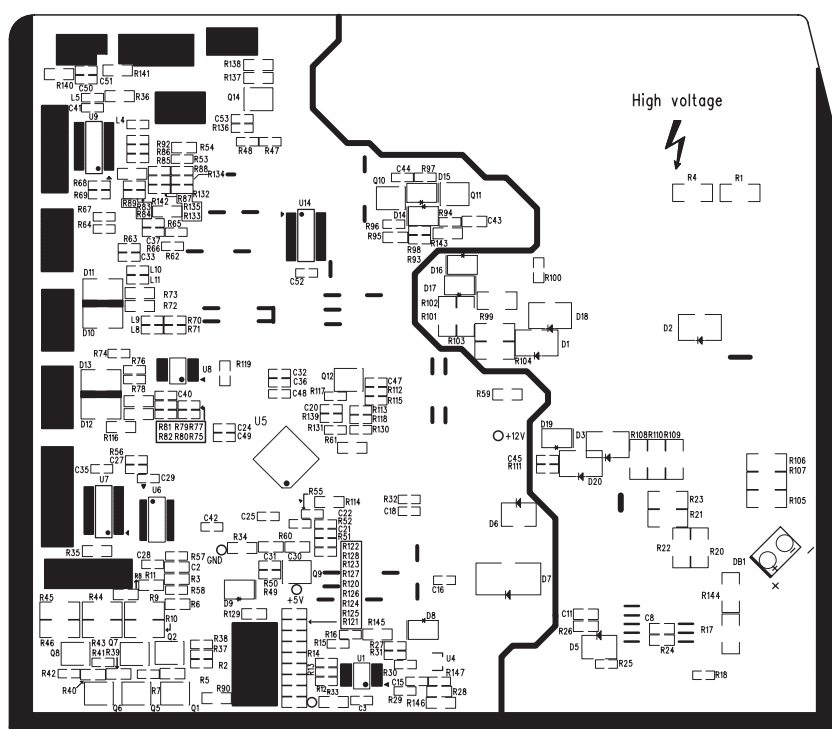 R138
R137
R140
R141
C51
C50
L5
C41
R36
Q14
High voltage
U9
L4
C53
R136
R92
R86
R85
R54
R53
R48
R47
R88
R134
R68
R69
R132
C44
R97
Q10
D15
Q11
R4
R1
R89
R83
R84
R142
R87
R135
R133
U14
D14
R94
C43
R67
R64
R96
R95
R65
C37
R66
R62
R63
C33
R98
R93
R143
D11
L10
L11
C52
D16
R100
D17
R73
R72
R102
R101
R99
D18
D10
L9
L8
R70
R71
R103
R104
D1
D2
R74
D13
R76
U8
R119
R78
C40
C32
C36
C48
Q12
R117
C47
R112
R115
R59
D12
R116
R81 R79 R77
R82 R80 R75
C24
C49
U5
C20
R139
R131
R61
R113
R118
R130
+12V
D19
D3
R108 R110 R109
R56
C27
C35
C29
C45
R111
D20
R106
R107
R105
U7
U6
R55
R114
R32
C18
D6
R23
R21
C42
C25
C22
R52
C21
R51
R35
R34
GND
R60
R22
R20
DB1
C28
R57
C2
R3
R58
R11
R8
C31
C30
R50
R49
Q9
R122
R128
R123
R127
R120
R126
R124
R125
R121
C16
D7
R144
R45
R44
R9
R6
D9
+5V
R129
R10
R46
R43
R16
R145
D8
C11
R26
C8
R24
R17
Q8
R41
R39
Q7
Q2
R38
R37
R2
R15
R27
R31
D5
R25
R42
R40
R7
R5
R14
R13
R12
U1
R30
U4
R18
C15
R147
R90
R33
C3
R29
R28
R146
Q6
Q5
Q1